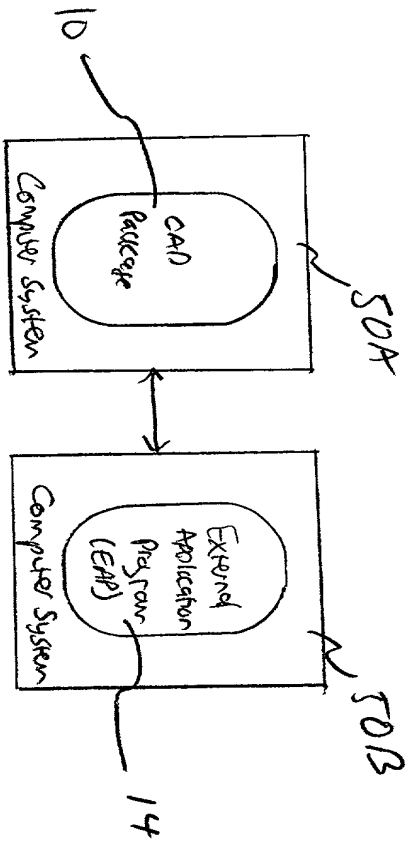 50A
50B
CAD
Package
External
Application
Program
(EAP)
Computer System
Computer System
10
14